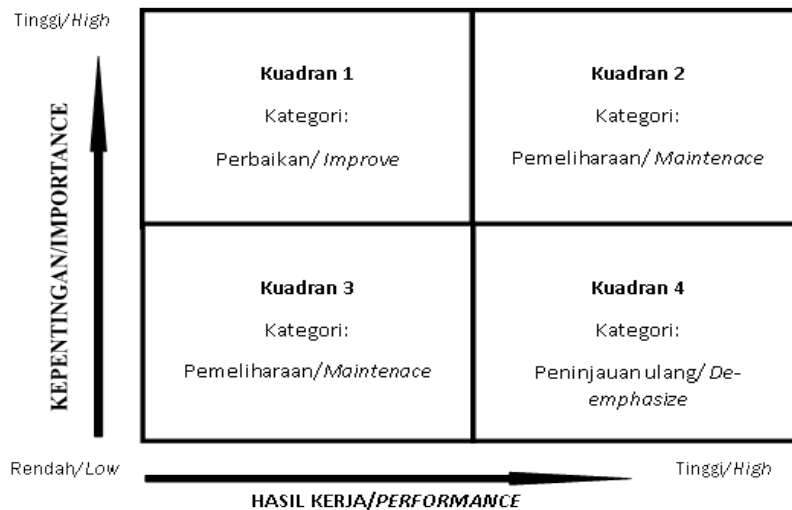 Tinggi/High
KEPENTINGAN/IMPORTANCE
Kuadran 1
Kategori:
Perbaikan/ Improve
Kuadran 2
Kategori:
Pemeliharaan/ Maintenace
Kuadran 3
Kategori:
Pemeliharaan/Maintenace
Kuadran 4
Kategori:
Peninjauan ulang/ De-
emphasize
Rendah/Low
Tinggi/High
HASIL KERJA/PERFORMANCE